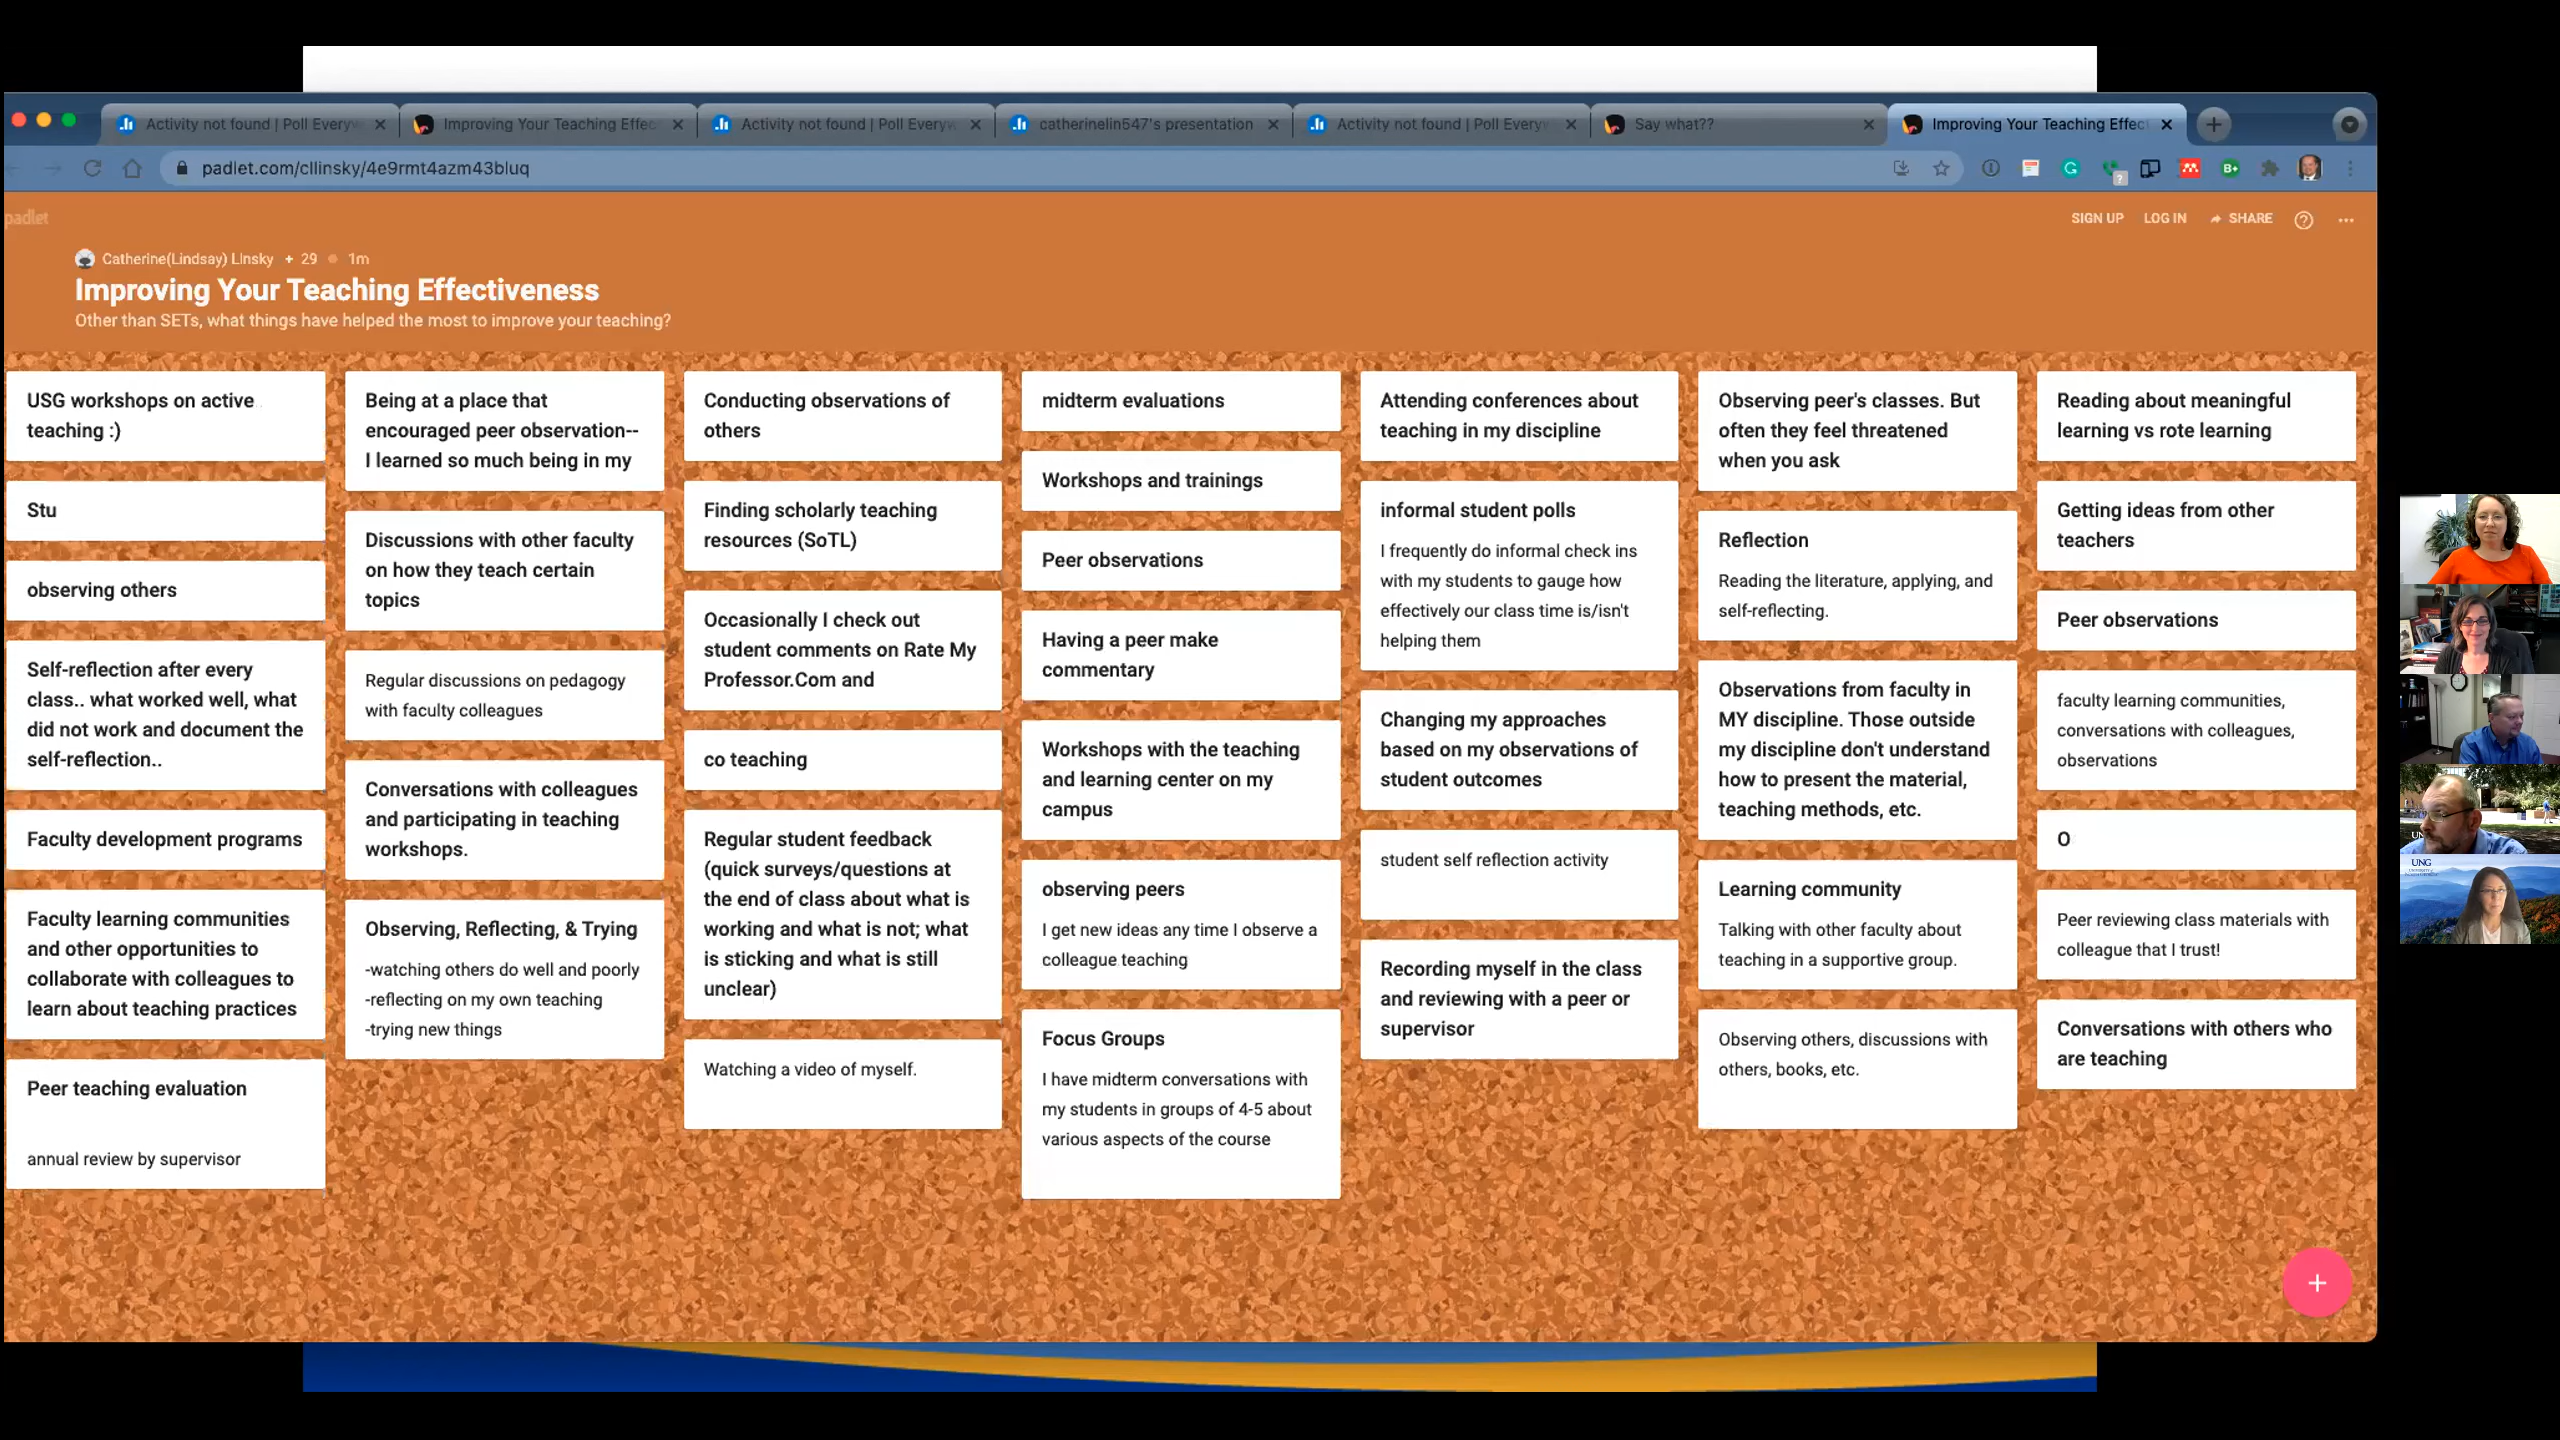 Activity not found | Poll Everyw
Improving Your Teaching Effec
Activity not found | Poll Everyw
catherinelin547's presentation
Activity not found | Poll Everyw
Say what??
Improving Your Teaching Effect
padlet.com/cllinsky/4e9rmt4azm43bluq
padlet
SIGN UP
LOG IN
SHARE
Catherine(Lindsay) Linsky + 29 1m
Improving Your Teaching Effectiveness
Other than SETs, what things have helped the most to improve your teaching?
USG workshops on active
teaching :)
Stu
observing others
Self-reflection after every
class.. what worked well, what
did not work and document the
self-reflection..
Faculty development programs
Faculty learning communities
and other opportunities to
collaborate with colleagues to
learn about teaching practices
Peer teaching evaluation
annual review by supervisor
Being at a place that
encouraged peer observation--
I learned so much being in my
Discussions with other faculty
on how they teach certain
topics
Regular discussions on pedagogy
with faculty colleagues
Conversations with colleagues
and participating in teaching
workshops.
Observing, Reflecting, & Trying
-watching others do well and poorly
-reflecting on my own teaching
-trying new things
Conducting observations of
others
Finding scholarly teaching
resources (SoTL)
Occasionally I check out
student comments on Rate My
Professor.Com and
co teaching
Regular student feedback
(quick surveys/questions at
the end of class about what is
working and what is not; what
is sticking and what is still
unclear)
Watching a video of myself.
midterm evaluations
Workshops and trainings
Peer observations
Having a peer make
commentary
Workshops with the teaching
and learning center on my
campus
observing peers
I get new ideas any time I observe a
colleague teaching
Focus Groups
I have midterm conversations with
my students in groups of 4-5 about
various aspects of the course
Attending conferences about
teaching in my discipline
informal student polls
I frequently do informal check ins
with my students to gauge how
effectively our class time is/isn't
helping them
Changing my approaches
based on my observations of
student outcomes
student self reflection activity
Recording myself in the class
and reviewing with a peer or
supervisor
Observing peer's classes. But
often they feel threatened
when you ask
Reflection
Reading the literature, applying, and
self-reflecting.
Observations from faculty in
MY discipline. Those outside
my discipline don't understand
how to present the material,
teaching methods, etc.
Learning community
Talking with other faculty about
teaching in a supportive group.
Observing others, discussions with
others, books, etc.
Reading about meaningful
learning vs rote learning
Getting ideas from other
teachers
Peer observations
faculty learning communities,
conversations with colleagues,
observations
O
Peer reviewing class materials with
colleague that I trust!
Conversations with others who
are teaching
UNG